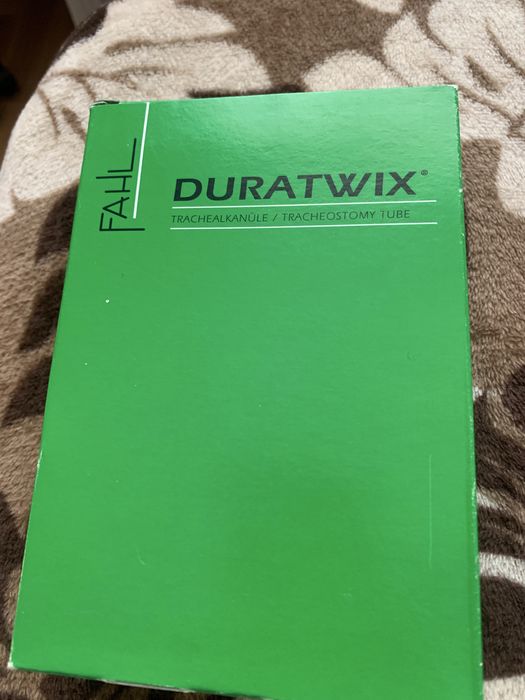 FAHL
DURATWIX®
TRACHEALKANÜLE / TRACHEOSTOMY TUBE